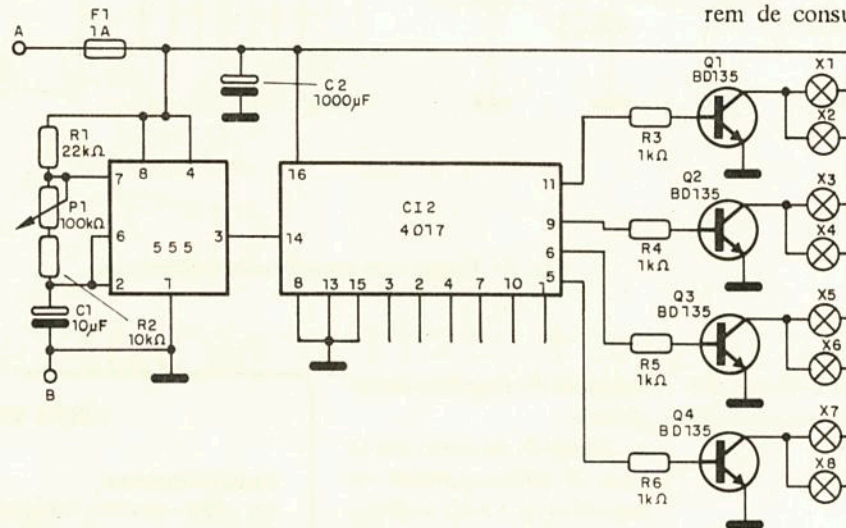 rem de consu
F1
1A
A
C2
1000µF
R1
22kΩ
P1
100kΩ
7
8
4
6
555
3
2
1
C1
10µF
R2
10kΩ
B
16
CI2
4017
14
11
9
6
5
8
13
15
3
2
4
7
10
1
Q1
BD135
R3
1kΩ
X1
X2
Q2
BD135
R4
1kΩ
X3
X4
Q3
BD135
R5
1kΩ
X5
X6
Q4
BD135
R6
1kΩ
X7
X8